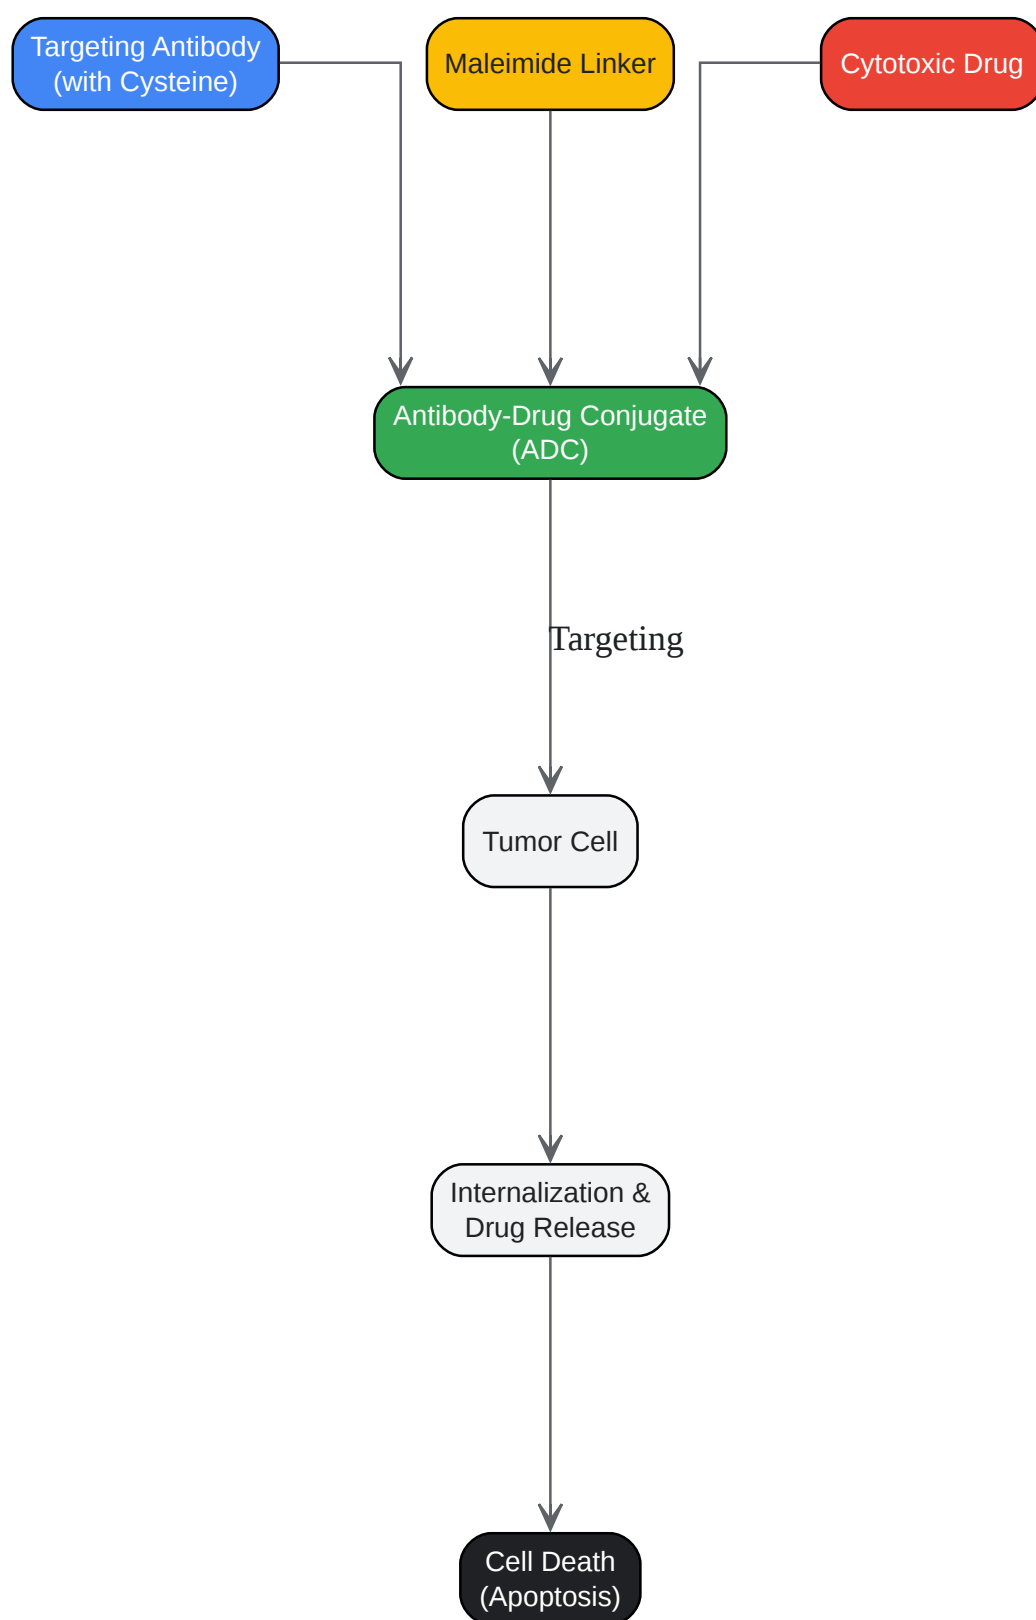 Targeting Antibody
(with Cysteine)
Maleimide Linker
Cytotoxic Drug
Antibody-Drug Conjugate
(ADC)
Targeting
Tumor Cell
Internalization &
Drug Release
Cell Death
(Apoptosis)